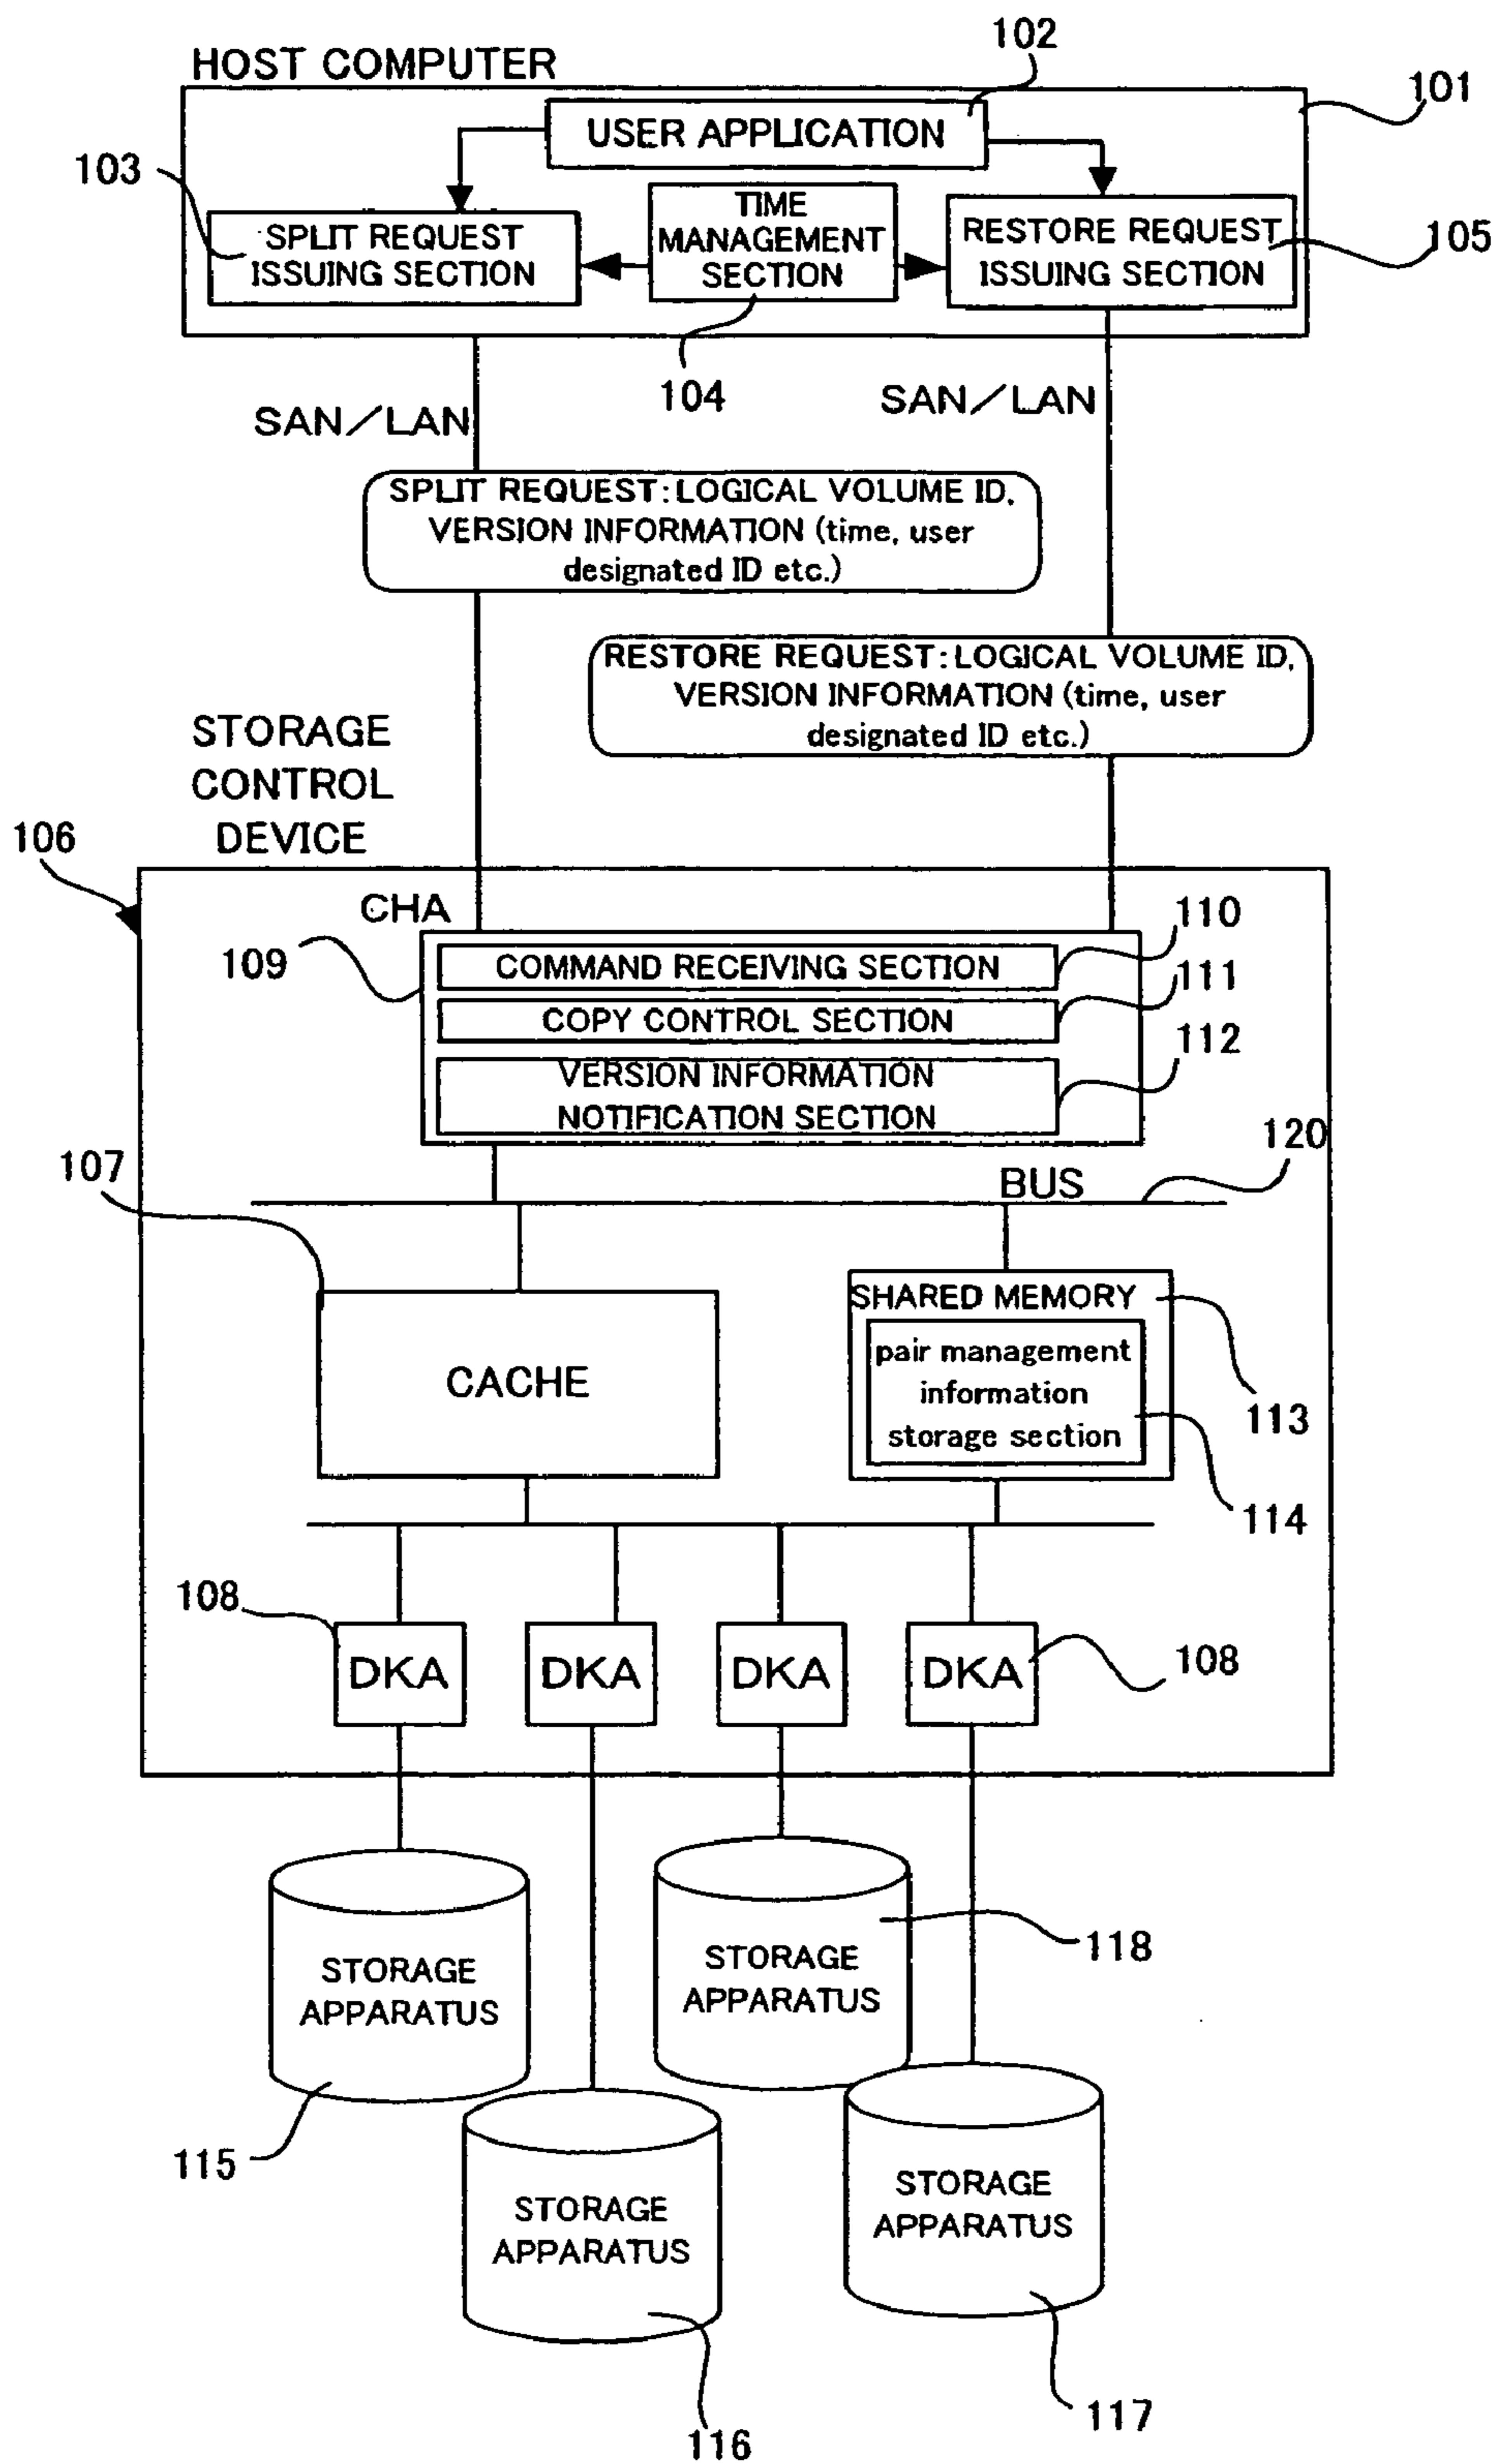 HOST COMPUTER
102
101
USER APPLICATION
103
SPLIT REQUEST
ISSUING SECTION
TIME
MANAGEMENT
SECTION
RESTORE REQUEST
ISSUING SECTION
105
104
SAN/LAN
SAN/LAN
SPLIT REQUEST:LOGICAL VOLUME ID,
VERSION INFORMATION (time, user
designated ID etc.)
RESTORE REQUEST:LOGICAL VOLUME ID,
VERSION INFORMATION (time, user
designated ID etc.)
STORAGE
CONTROL
DEVICE
106
CHA
109
110
COMMAND RECEIVING SECTION
111
COPY CONTROL SECTION
112
VERSION INFORMATION
NOTIFICATION SECTION
107
BUS
120
CACHE
SHARED MEMORY
pair management
information
storage section
113
114
108
DKA
DKA
DKA
DKA
108
STORAGE
APPARATUS
115
STORAGE
APPARATUS
118
STORAGE
APPARATUS
116
STORAGE
APPARATUS
117